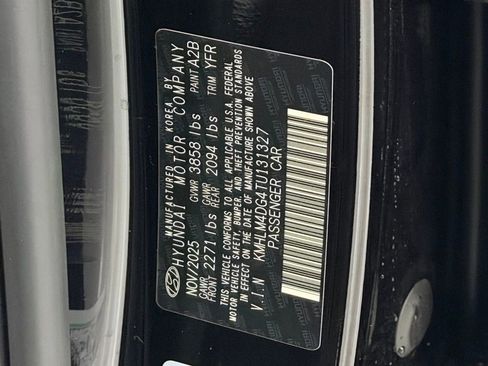 MANUFACTURED IN KOREA BY
HYUNDAI MOTOR COMPANY
NOV/2025 GVWR 3858 lbs PAINT A2B
GAWR FRONT 2271 lbs GAWR REAR 2094 lbs TRIM YFR
THIS VEHICLE CONFORMS TO ALL APPLICABLE U.S.A. FEDERAL
MOTOR VEHICLE SAFETY, BUMPER, AND THEFT PREVENTION STANDARDS
IN EFFECT ON THE DATE OF MANUFACTURE SHOWN ABOVE
V.I.N KMHLM4DG4TU131327
PASSENGER CAR